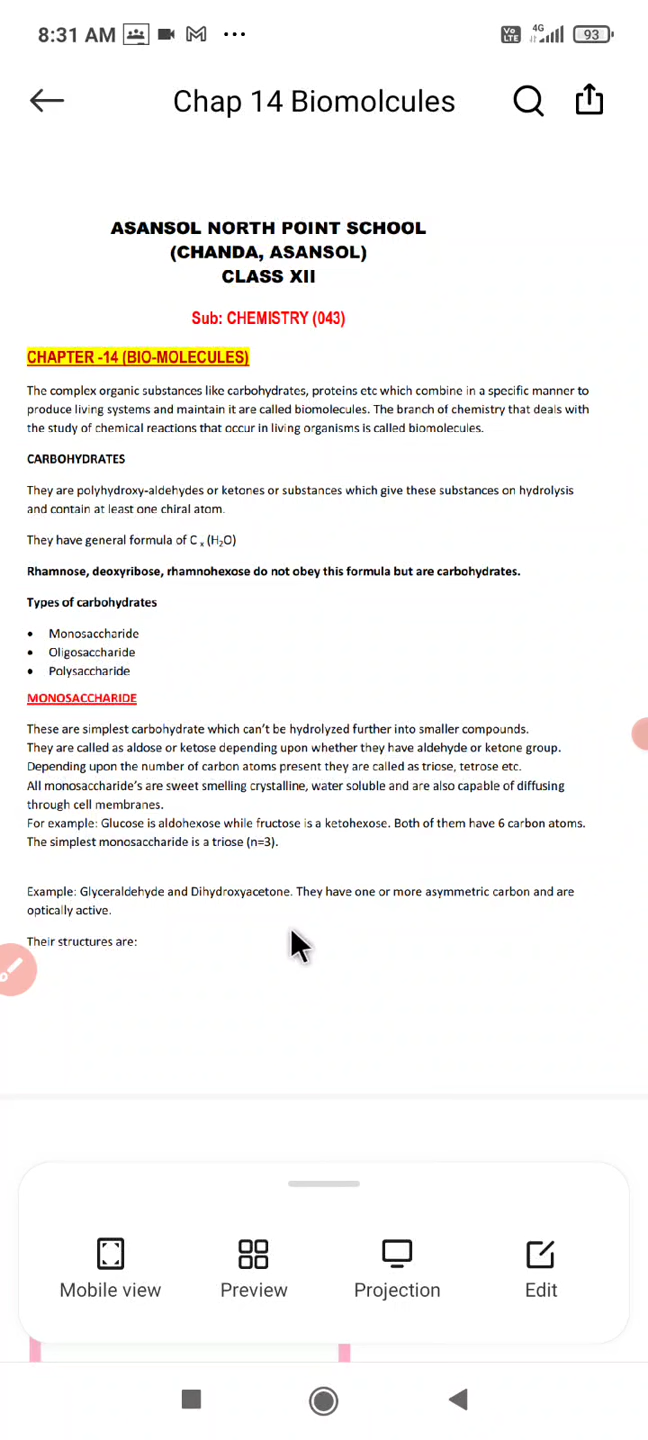 8:31 AM
Vo LTE 4G 93
Chap 14 Biomolcules
ASANSOL NORTH POINT SCHOOL
(CHANDA, ASANSOL)
CLASS XII
Sub: CHEMISTRY (043)
CHAPTER -14 (BIO-MOLECULES)
The complex organic substances like carbohydrates, proteins etc which combine in a specific manner to
produce living systems and maintain it are called biomolecules. The branch of chemistry that deals with
the study of chemical reactions that occur in living organisms is called biomolecules.
CARBOHYDRATES
They are polyhydroxy-aldehydes or ketones or substances which give these substances on hydrolysis
and contain at least one chiral atom.
They have general formula of C x (H2O)
Rhamnose, deoxyribose, rhamnohexose do not obey this formula but are carbohydrates.
Types of carbohydrates
• Monosaccharide
• Oligosaccharide
• Polysaccharide
MONOSACCHARIDE
These are simplest carbohydrate which can't be hydrolyzed further into smaller compounds.
They are called as aldose or ketose depending upon whether they have aldehyde or ketone group.
Depending upon the number of carbon atoms present they are called as triose, tetrose etc.
All monosaccharide's are sweet smelling crystalline, water soluble and are also capable of diffusing
through cell membranes.
For example: Glucose is aldohexose while fructose is a ketohexose. Both of them have 6 carbon atoms.
The simplest monosaccharide is a triose (n=3).
Example: Glyceraldehyde and Dihydroxyacetone. They have one or more asymmetric carbon and are
optically active.
Their structures are:
Mobile view
Preview
Projection
Edit